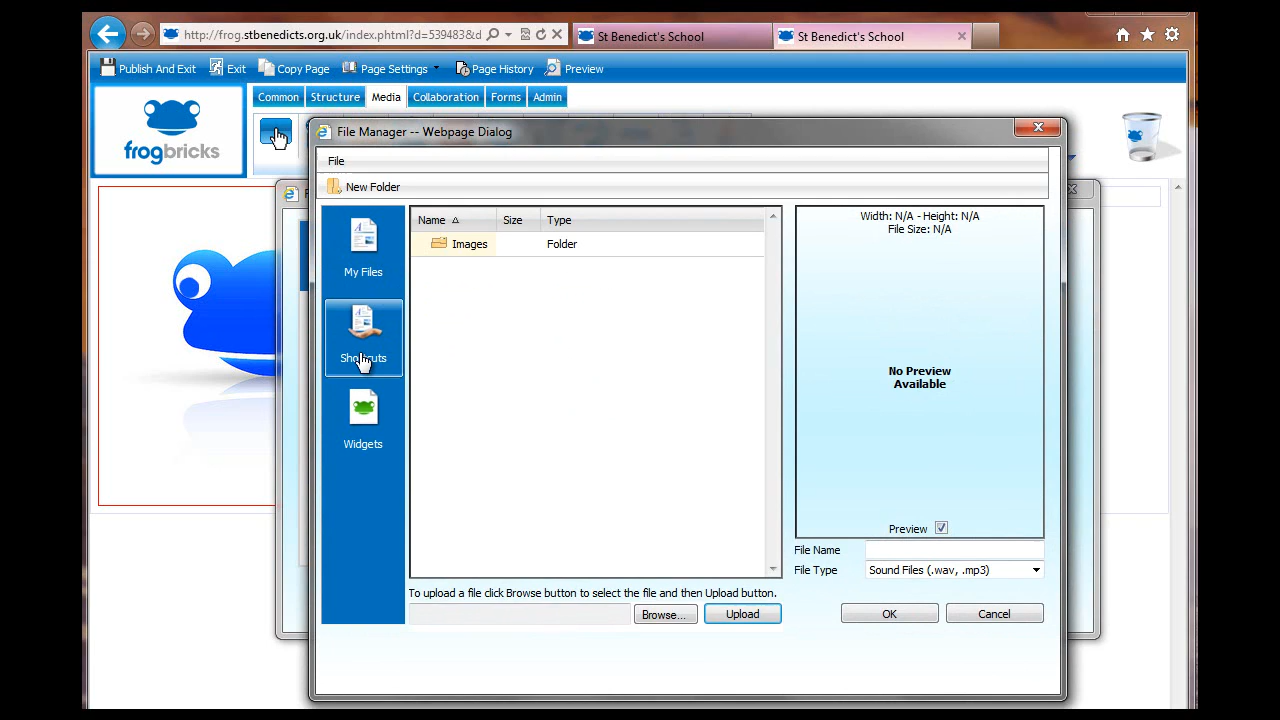 http://frog.stbenedicts.org.uk/index.phtml?d=539483&d
St Benedict's School
St Benedict's School
Publish And Exit
Exit
Copy Page
Page Settings
Page History
Preview
frogbricks
Common
Structure
Media
Collaboration
Forms
Admin
File Manager -- Webpage Dialog
File
New Folder
My Files
Shortcuts
Widgets
Name
Size
Type
Images
Folder
Width: N/A - Height: N/A
File Size: N/A
No Preview
Available
Preview
File Name
File Type
Sound Files (.wav, .mp3)
To upload a file click Browse button to select the file and then Upload button.
Browse...
Upload
OK
Cancel